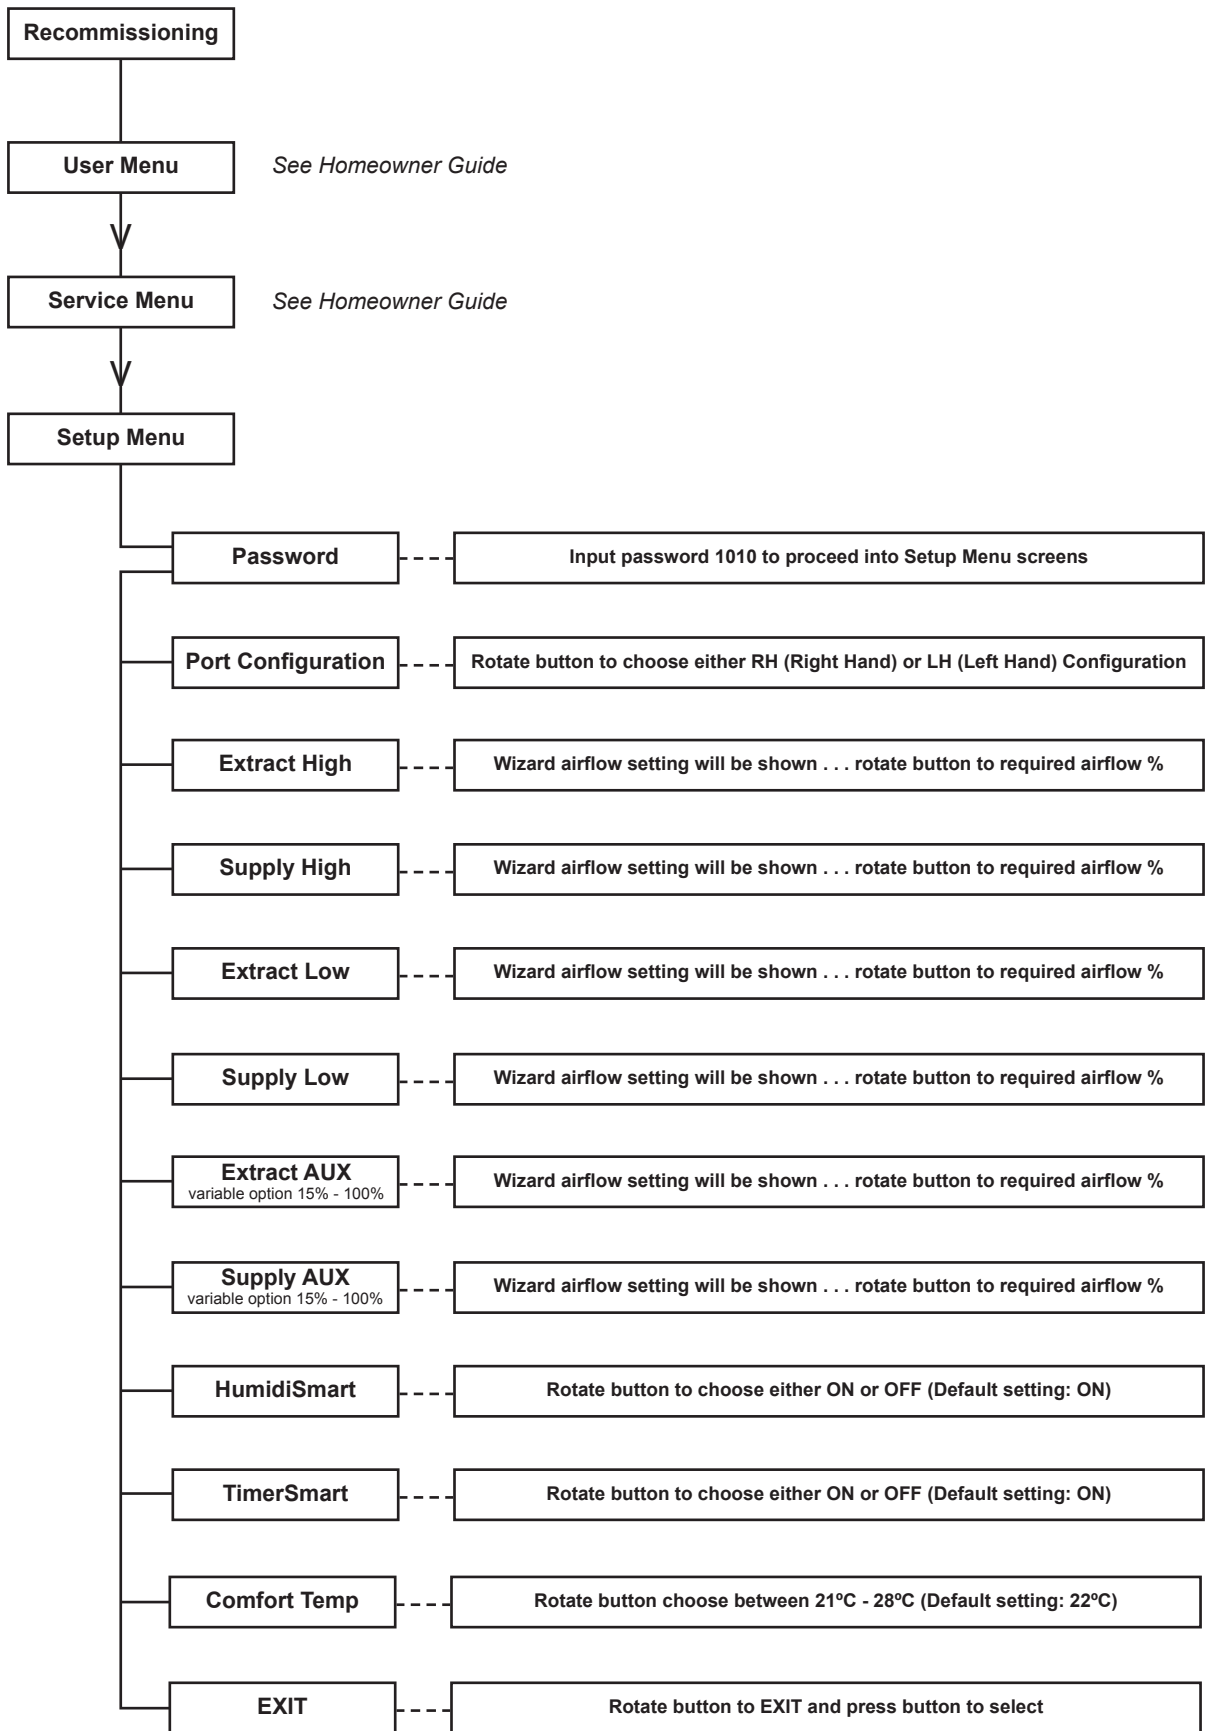 Recommissioning
User Menu
See Homeowner Guide
Service Menu
See Homeowner Guide
Setup Menu
Password
Input password 1010 to proceed into Setup Menu screens
Port Configuration
Rotate button to choose either RH (Right Hand) or LH (Left Hand) Configuration
Extract High
Wizard airflow setting will be shown . . . rotate button to required airflow %
Supply High
Wizard airflow setting will be shown . . . rotate button to required airflow %
Extract Low
Wizard airflow setting will be shown . . . rotate button to required airflow %
Supply Low
Wizard airflow setting will be shown . . . rotate button to required airflow %
Extract AUX
variable option 15% - 100%
Wizard airflow setting will be shown . . . rotate button to required airflow %
Supply AUX
variable option 15% - 100%
Wizard airflow setting will be shown . . . rotate button to required airflow %
HumidiSmart
Rotate button to choose either ON or OFF (Default setting: ON)
TimerSmart
Rotate button to choose either ON or OFF (Default setting: ON)
Comfort Temp
Rotate button choose between 21ºC - 28ºC (Default setting: 22ºC)
EXIT
Rotate button to EXIT and press button to select